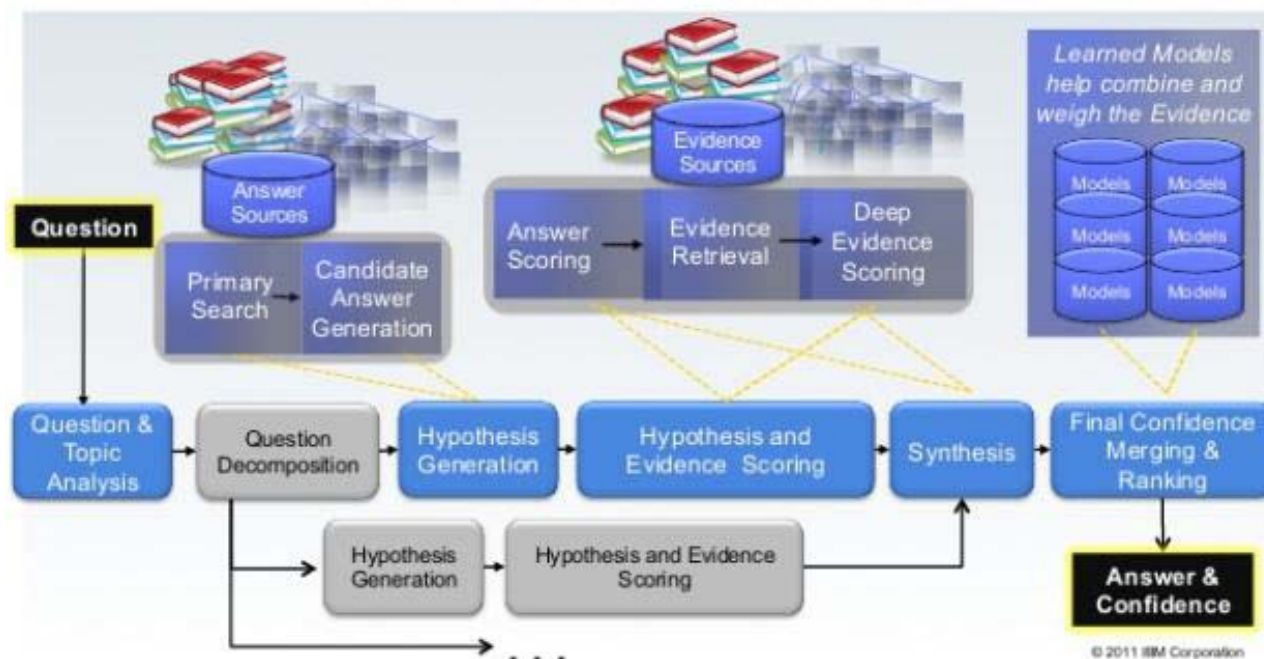 Learned Models
help combine and
weigh the Evidence
Models
Models
Models
Models
Models
Models
Answer
Sources
Evidence
Sources
Question
Primary
Search
Candidate
Answer
Generation
Answer
Scoring
Evidence
Retrieval
Deep
Evidence
Scoring
Question &
Topic
Analysis
Question
Decomposition
Hypothesis
Generation
Hypothesis and
Evidence Scoring
Synthesis
Final Confidence
Merging &
Ranking
Hypothesis
Generation
Hypothesis and Evidence
Scoring
Answer &
Confidence
. . .
© 2011 IBM Corporation